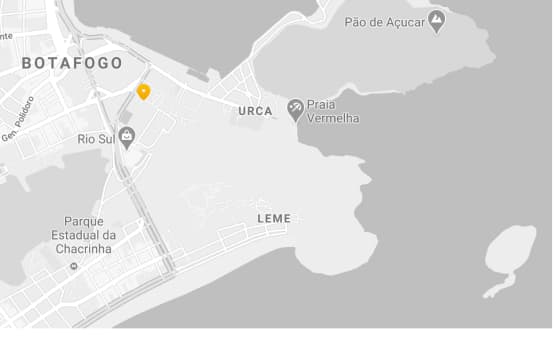 Pão de Açucar
nte
BOTAFOGO
Gen. Polidoro
Praia
Vermelha
URCA
Rio Sul
LEME
Parque
Estadual da
Chacrinha
M